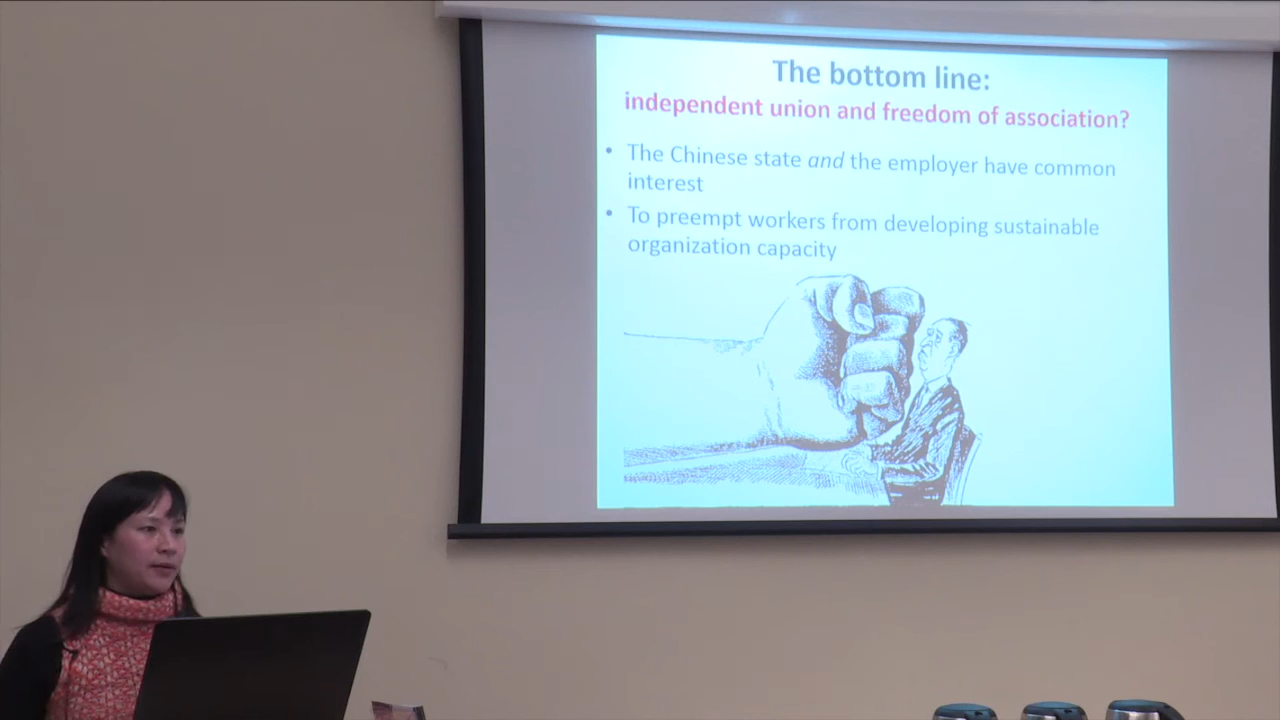 The bottom line:
independent union and freedom of association?
• The Chinese state and the employer have common
interest
• To preempt workers from developing sustainable
organization capacity